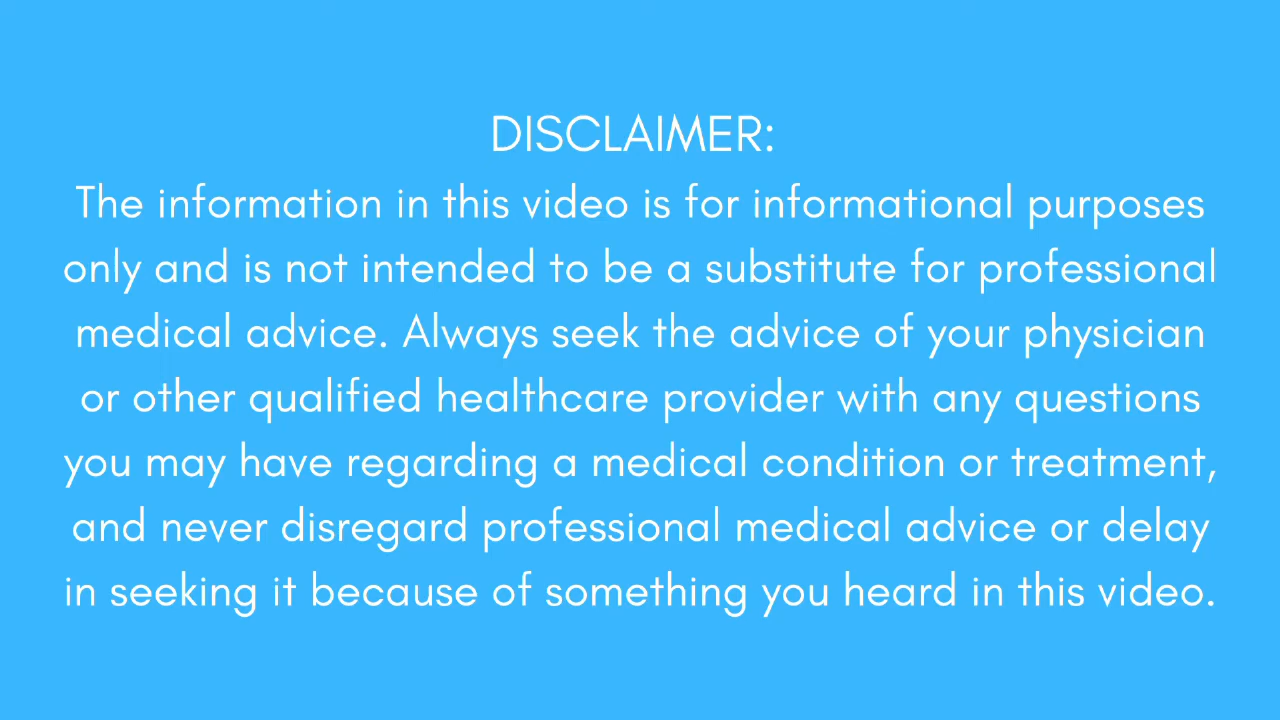 DISCLAIMER:
The information in this video is for informational purposes
only and is not intended to be a substitute for professional
medical advice. Always seek the advice of your physician
or other qualified healthcare provider with any questions
you may have regarding a medical condition or treatment,
and never disregard professional medical advice or delay
in seeking it because of something you heard in this video.